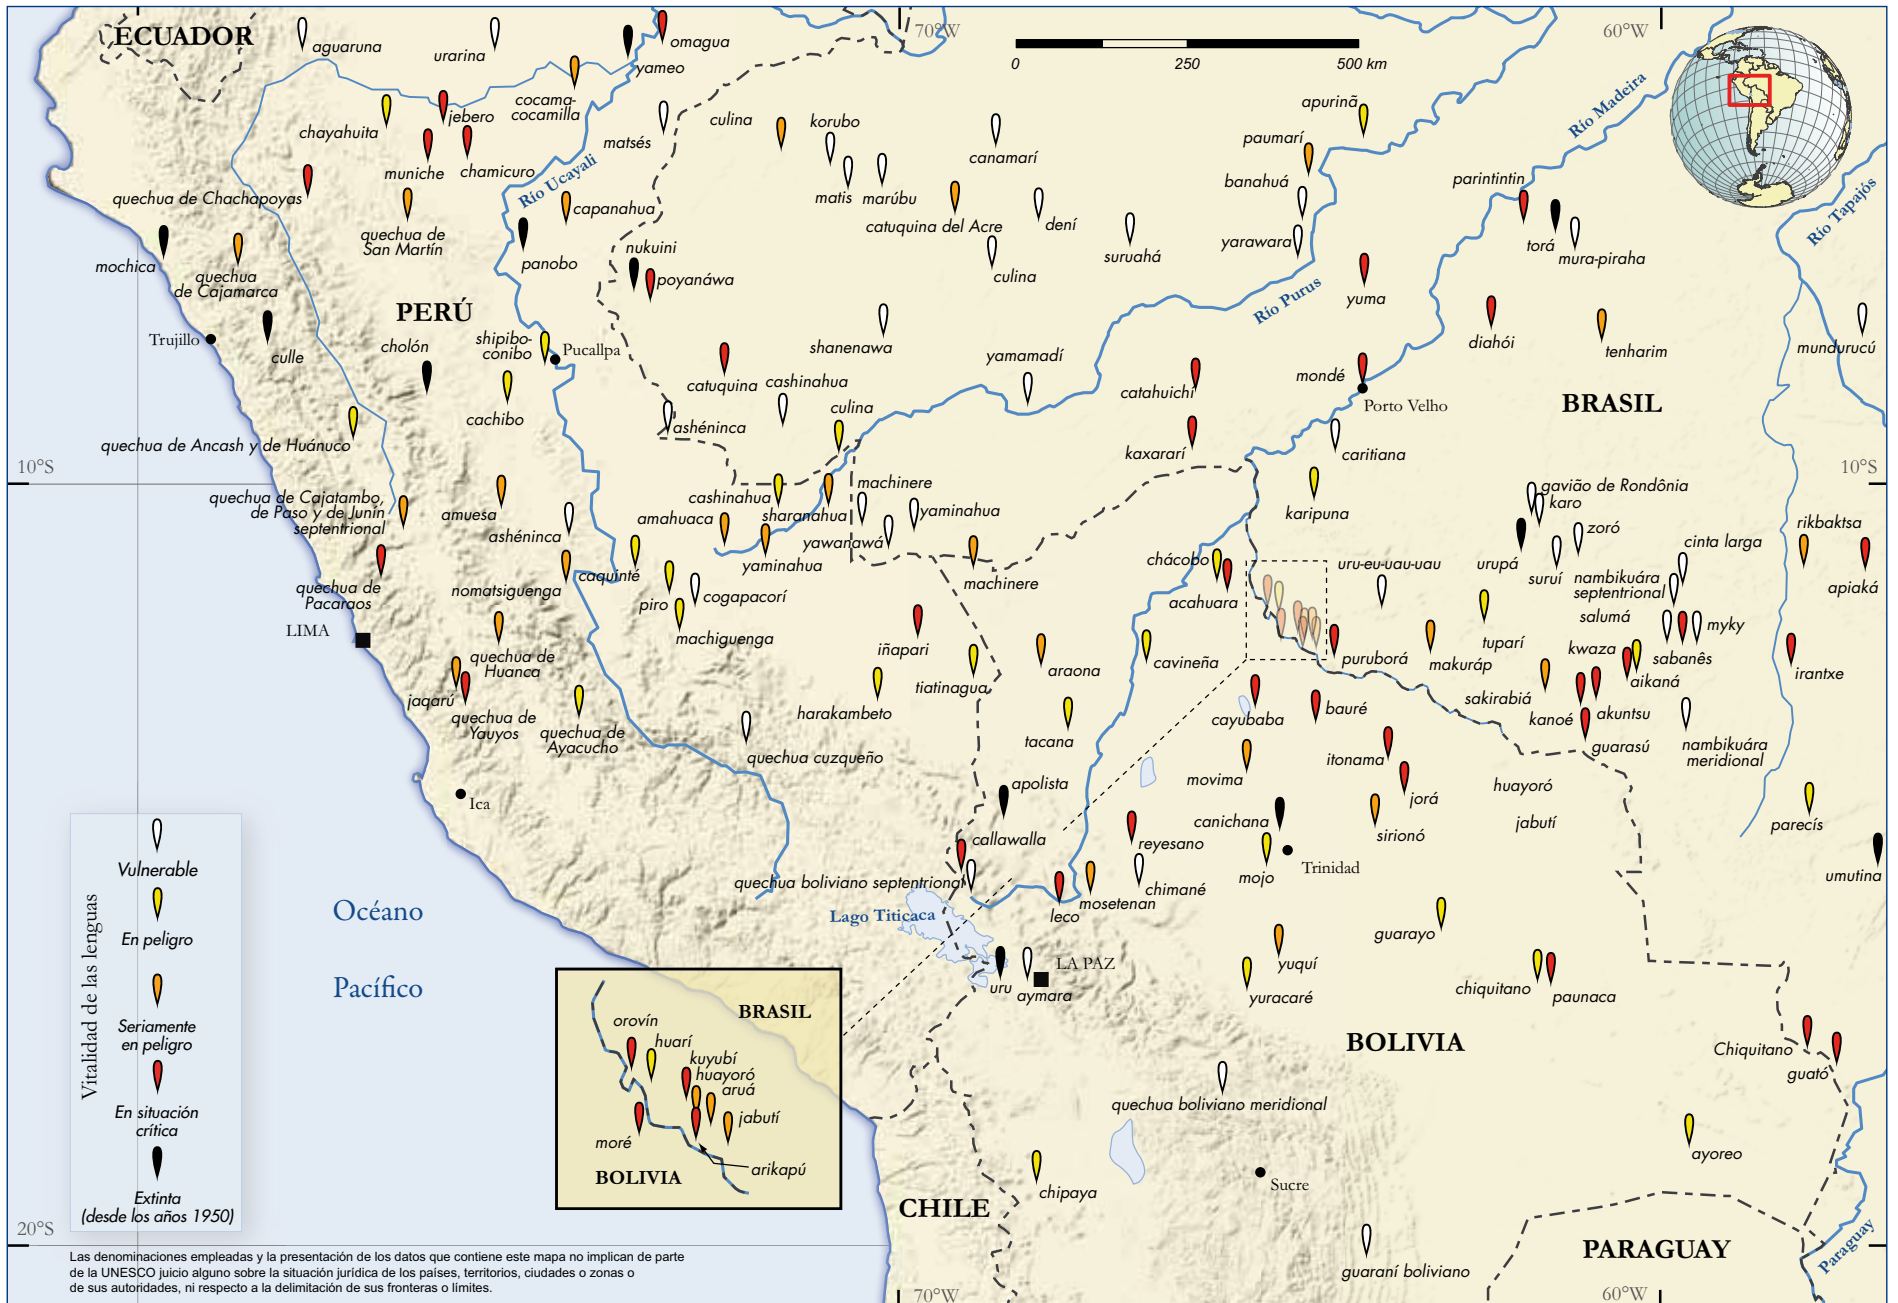 ECUADOR
aguaruna
urarina
omagua
yameo
70°W
60°W
0
250
500 km
cocama-
cocamilla
chayahuita
jebero
muniche
chamicuro
matsés
culina
korubo
matis
marúbu
canamarí
apurinã
paumarí
banahuá
yarawara
Río Madeira
Río Tapajós
parintintin
torá
mura-piraha
quechua de Chachapoyas
quechua de
San Martín
Río Ucayali
capanahua
panobo
nukuini
poyanáwa
catuquina del Acre
dení
culina
suruahá
mochica
quechua
de Cajamarca
PERÚ
yuma
Río Purus
diahói
tenharim
mundurucú
Trujillo
culle
cholón
shipibo-
conibo
Pucallpa
cachibo
catuquina
cashinahua
shanenawa
yamamadí
catahuichi
mondé
Porto Velho
BRASIL
quechua de Ancash y de Huánuco
ashéninca
culina
kaxararí
caritiana
10°S
10°S
quechua de Cajatambo,
de Paso y de Junín
septentrional
amuesa
ashéninca
cashinahua
amahuaca
sharanahua
yaminahua
machinere
yawanawá
yaminahua
machinere
karipuna
gavião de Rondônia
karo
zoró
urupá
suruí
cinta larga
nambikuára
septentrional
rikbaktsa
apiaká
quechua de
Pacaraos
nomatsiguenga
caquinté
piro
cogapacorí
machiguenga
chácobo
acahuara
uru-eu-uau-uau
LIMA
quechua de
Huanca
iñapari
tiatinagua
araona
cavineña
puruborá
makuráp
tuparí
salumá
myky
sabanês
kwaza
aikaná
sakirabiá
kanoé
akuntsu
guarasú
irantxe
jaqarú
quechua de
Yauyos
quechua de
Ayacucho
harakambeto
tacana
cayubaba
bauré
nambikuára
meridional
quechua cuzqueño
movima
itonama
jorá
huayoró
jabutí
Ica
apolista
callawalla
reyesano
canichana
sirionó
mojo
Trinidad
parecís
umutina
quechua boliviano septentrional
leco
mosetenan
chimané
Lago Titicaca
guarayo
Vitalidad de las lenguas
Vulnerable
En peligro
Seriamente
en peligro
En situación
crítica
Extinta
(desde los años 1950)
Océano
Pacífico
uru
aymara
LA PAZ
yuquí
yuracaré
chiquitano
paunaca
BOLIVIA
Chiquitano
guató
BRASIL
orovín
huarí
kuyubí
huayoró
aruá
jabutí
moré
arikapú
BOLIVIA
quechua boliviano meridional
ayoreo
chipaya
CHILE
Sucre
20°S
guaraní boliviano
PARAGUAY
Paraguay
70°W
60°W
Las denominaciones empleadas y la presentación de los datos que contiene este mapa no implican de parte
de la UNESCO juicio alguno sobre la situación jurídica de los países, territorios, ciudades o zonas o
de sus autoridades, ni respecto a la delimitación de sus fronteras o límites.